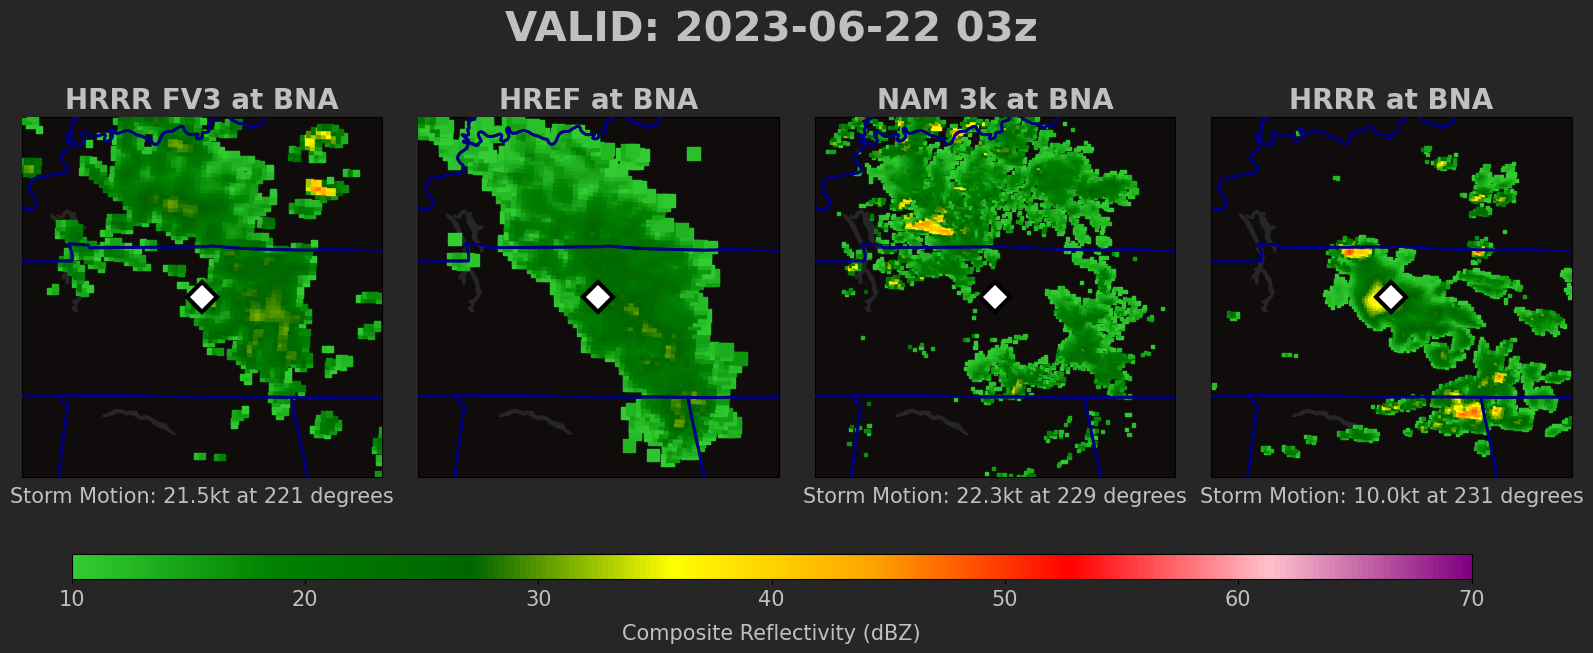 VALID: 2023-06-22 03z
HRRR FV3 at BNA
HREF at BNA
NAM 3k at BNA
HRRR at BNA
Storm Motion: 21.5kt at 221 degrees
Storm Motion: 22.3kt at 229 degrees
Storm Motion: 10.0kt at 231 degrees
10 20 30 40 50 60 70
Composite Reflectivity (dBZ)